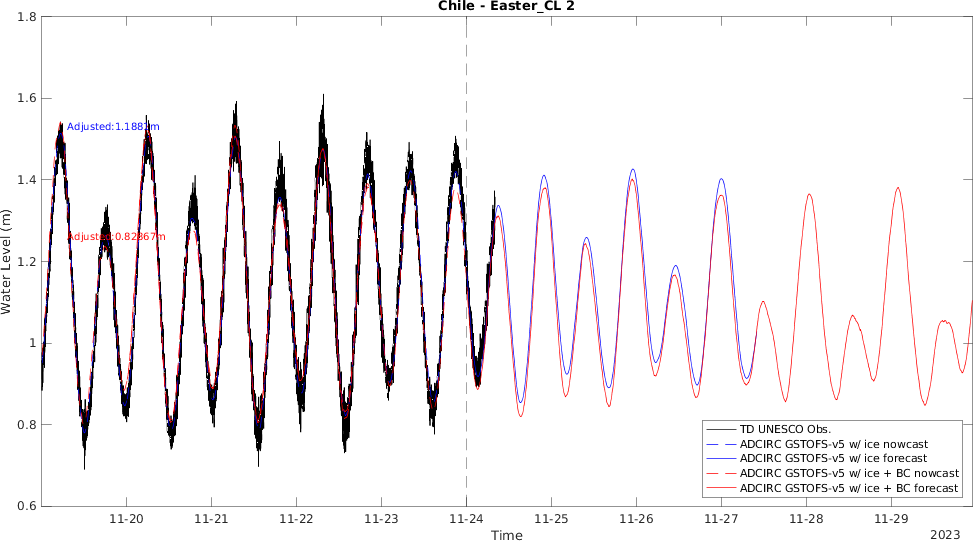 Chile - Easter_CL 2
1.8
1.6
1.4
1.2
1
0.8
0.6
Water Level (m)
Adjusted:1.1881m
Adjusted:0.82867m
TD UNESCO Obs.
ADCIRC GSTOFS-v5 w/ ice nowcast
ADCIRC GSTOFS-v5 w/ ice forecast
ADCIRC GSTOFS-v5 w/ ice + BC nowcast
ADCIRC GSTOFS-v5 w/ ice + BC forecast
11-20 11-21 11-22 11-23 11-24 11-25 11-26 11-27 11-28 11-29
Time
2023